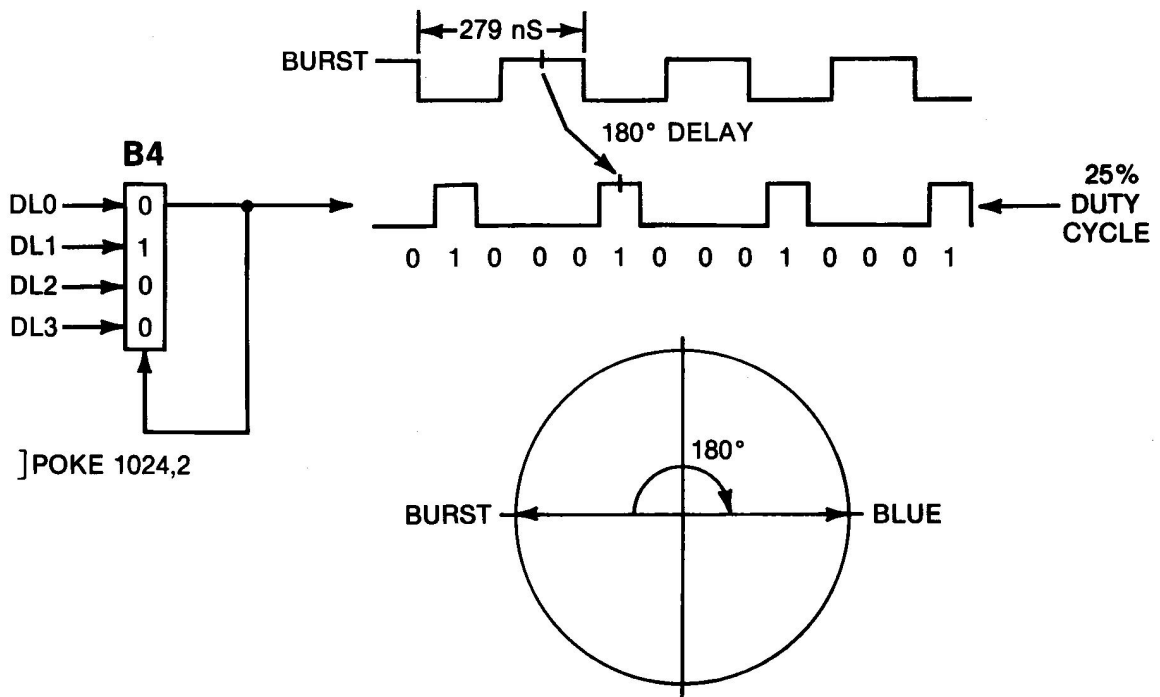 279 nS
BURST
180° DELAY
B4
25%
DUTY
CYCLE
DL0 0
DL1 1
DL2 0
DL3 0
0 1 0 0 0 1 0 0 0 1 0 0 0 1
]POKE 1024,2
180°
BURST
BLUE